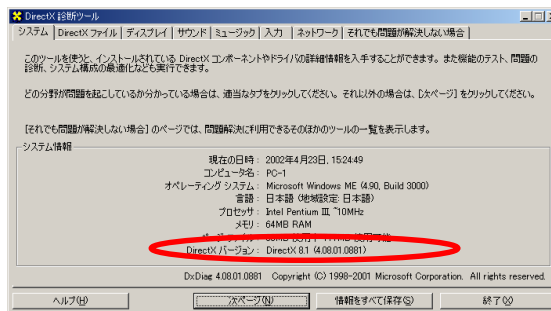 DirectX 診断ツール
システム DirectX ファイル ディスプレイ サウンド ミュージック 入力 ネットワーク それでも問題が解決しない場合
このツールを使うと、インストールされている DirectX コンポーネントやドライバの詳細情報を入手することができます。また機能のテスト、問題の
診断、システム構成の最適化なども実行できます。
どの分野が問題を起こしているか分かっている場合は、適当なタブをクリックしてください。それ以外の場合は、[次ページ] をクリックしてください。
[それでも問題が解決しない場合] のページでは、問題解決に利用できるそのほかのツールの一覧を表示します。
システム情報
現在の日時: 2002年4月23日, 15:24:49
コンピュータ名: PC-1
オペレーティング システム: Microsoft Windows ME (4.90, Build 3000)
言語: 日本語 (地域設定: 日本語)
プロセッサ: Intel Pentium III, ~10MHz
メモリ: 64MB RAM
DirectX バージョン: DirectX 8.1 (4.08.01.0881)
DxDiag 4.08.01.0881 Copyright (C) 1998-2001 Microsoft Corporation. All rights reserved.
ヘルプ(H) 次ページ(N) 情報をすべて保存(S) 終了(X)